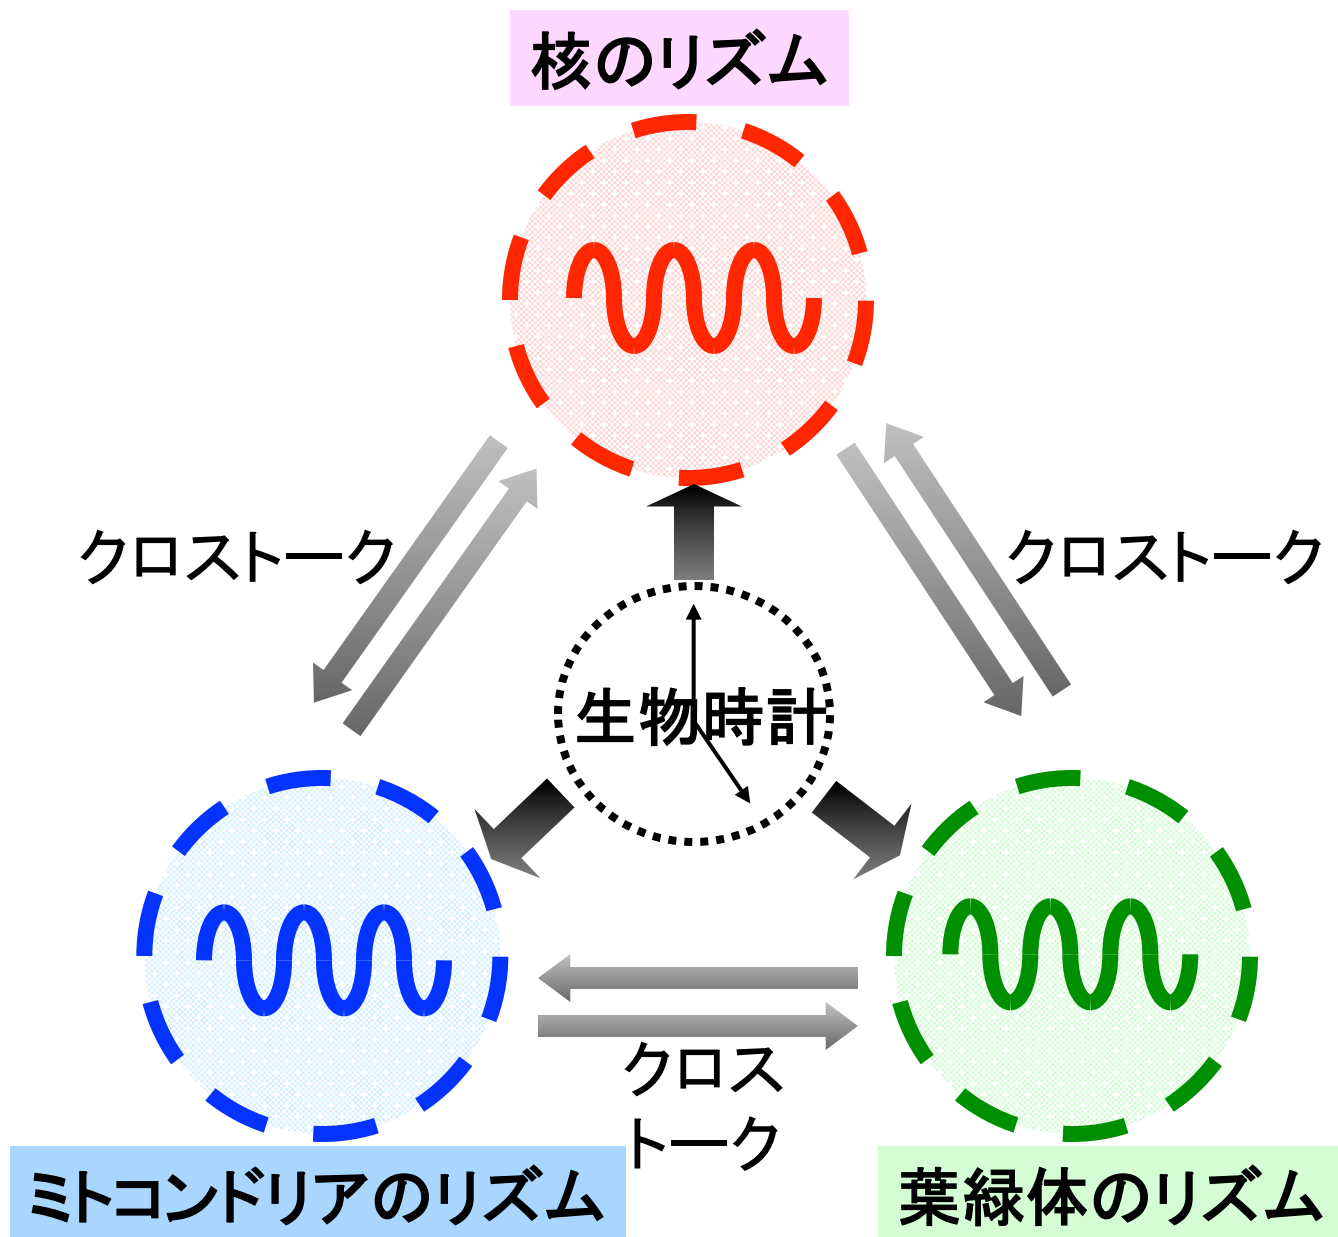 核のリズム
クロストーク
クロストーク
生物時計
クロス
トーク
ミトコンドリアのリズム
葉緑体のリズム